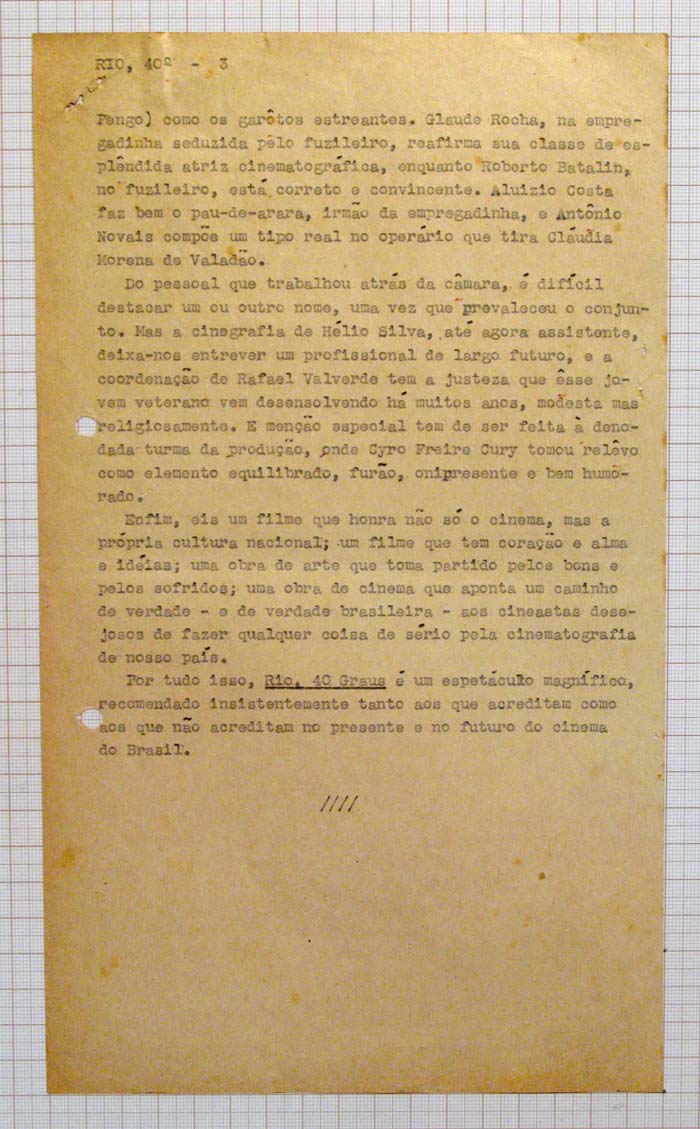 RIO, 40º - 3
Fengo) como os garôtos estreantes. Glaude Rocha, na empre-
gadinha seduzida pelo fuzileiro, reafirma sua classe de es-
plêndida atriz cinematográfica, enquanto Roberto Batalin,
no fuzileiro, está correto e convincente. Aluizio Costa
faz bem o pau-de-arara, irmão da empregadinha, e Antônio
Novais compõe um tipo real no operário que tira Cláudia
Morena de Valadão.
Do pessoal que trabalhou atrás da câmara, é difícil
destacar um ou outro nome, uma vez que prevaleceu o conjun-
to. Mas a cinegrafia de Hélio Silva, até agora assistente,
deixa-nos entrever um profissional de largo futuro, e a
coordenação de Rafael Valverde tem a justeza que êsse jo-
vem veterano vem desenvolvendo há muitos anos, modesta mas
religiosamente. E menção especial tem de ser feita à deno-
dada turma da produção, onde Cyro Freire Cury tomou relêvo
como elemento equilibrado, furão, onipresente e bem humo-
rado.
Enfim, eis um filme que honra não só o cinema, mas a
própria cultura nacional; um filme que tem coração e alma
e idéias; uma obra de arte que toma partido pelos bons e
pelos sofridos; uma obra de cinema que aponta um caminho
de verdade - e de verdade brasileira - aos cineastas dese-
josos de fazer qualquer coisa de sério pela cinematografia
de nosso país.
Por tudo isso, Rio, 40 Graus é um espetáculo magnífico,
recomendado insistentemente tanto aos que acreditam como
aos que não acreditam no presente e no futuro do cinema
do Brasil.
////